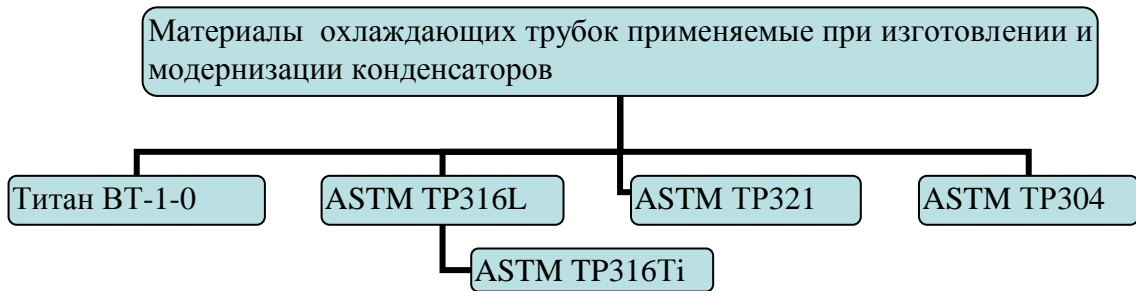 Материалы охлаждающих трубок применяемые при изготовлении и
модернизации конденсаторов
Титан ВТ-1-0
ASTM TP316L
ASTM TP321
ASTM TP304
ASTM TP316Ti